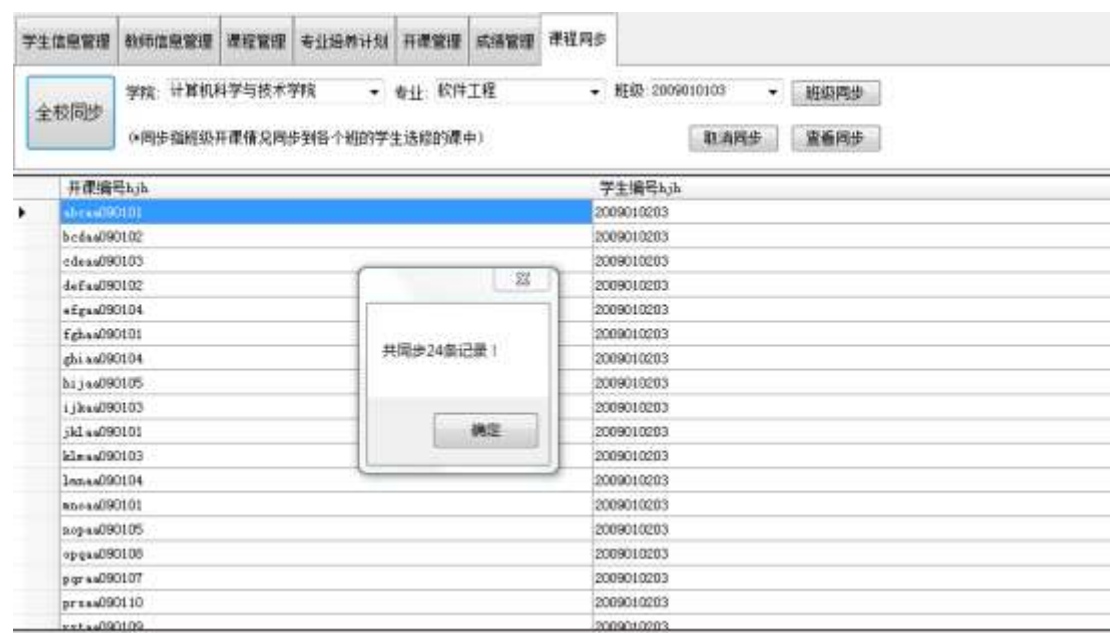 学生信息管理 教师信息管理 课程管理 专业培养计划 开课管理 成绩管理 课程同步
全校同步
学院: 计算机科学与技术学院 专业: 软件工程 班级: 2009010103 班级同步
(*同步指班级开课情况同步到各个班的学生选修的课中) 取消同步 查看同步
开课编号hjh 学生编号hjh
abcaa090101 2009010203
bcdaa090102 2009010203
cdeaa090103 2009010203
defaa090102 2009010203
efgaa090104 2009010203
fghaa090101 2009010203
ghiaa090104 2009010203
hijaa090105 2009010203
ijkaa090103 2009010203
jklaa090101 2009010203
klmaa090103 2009010203
lmnaa090104 2009010203
mnoaa090101 2009010203
nopaa090105 2009010203
opqaa090108 2009010203
pqraa090107 2009010203
prsaa090110 2009010203
2009010203
共同步24条记录!
确定